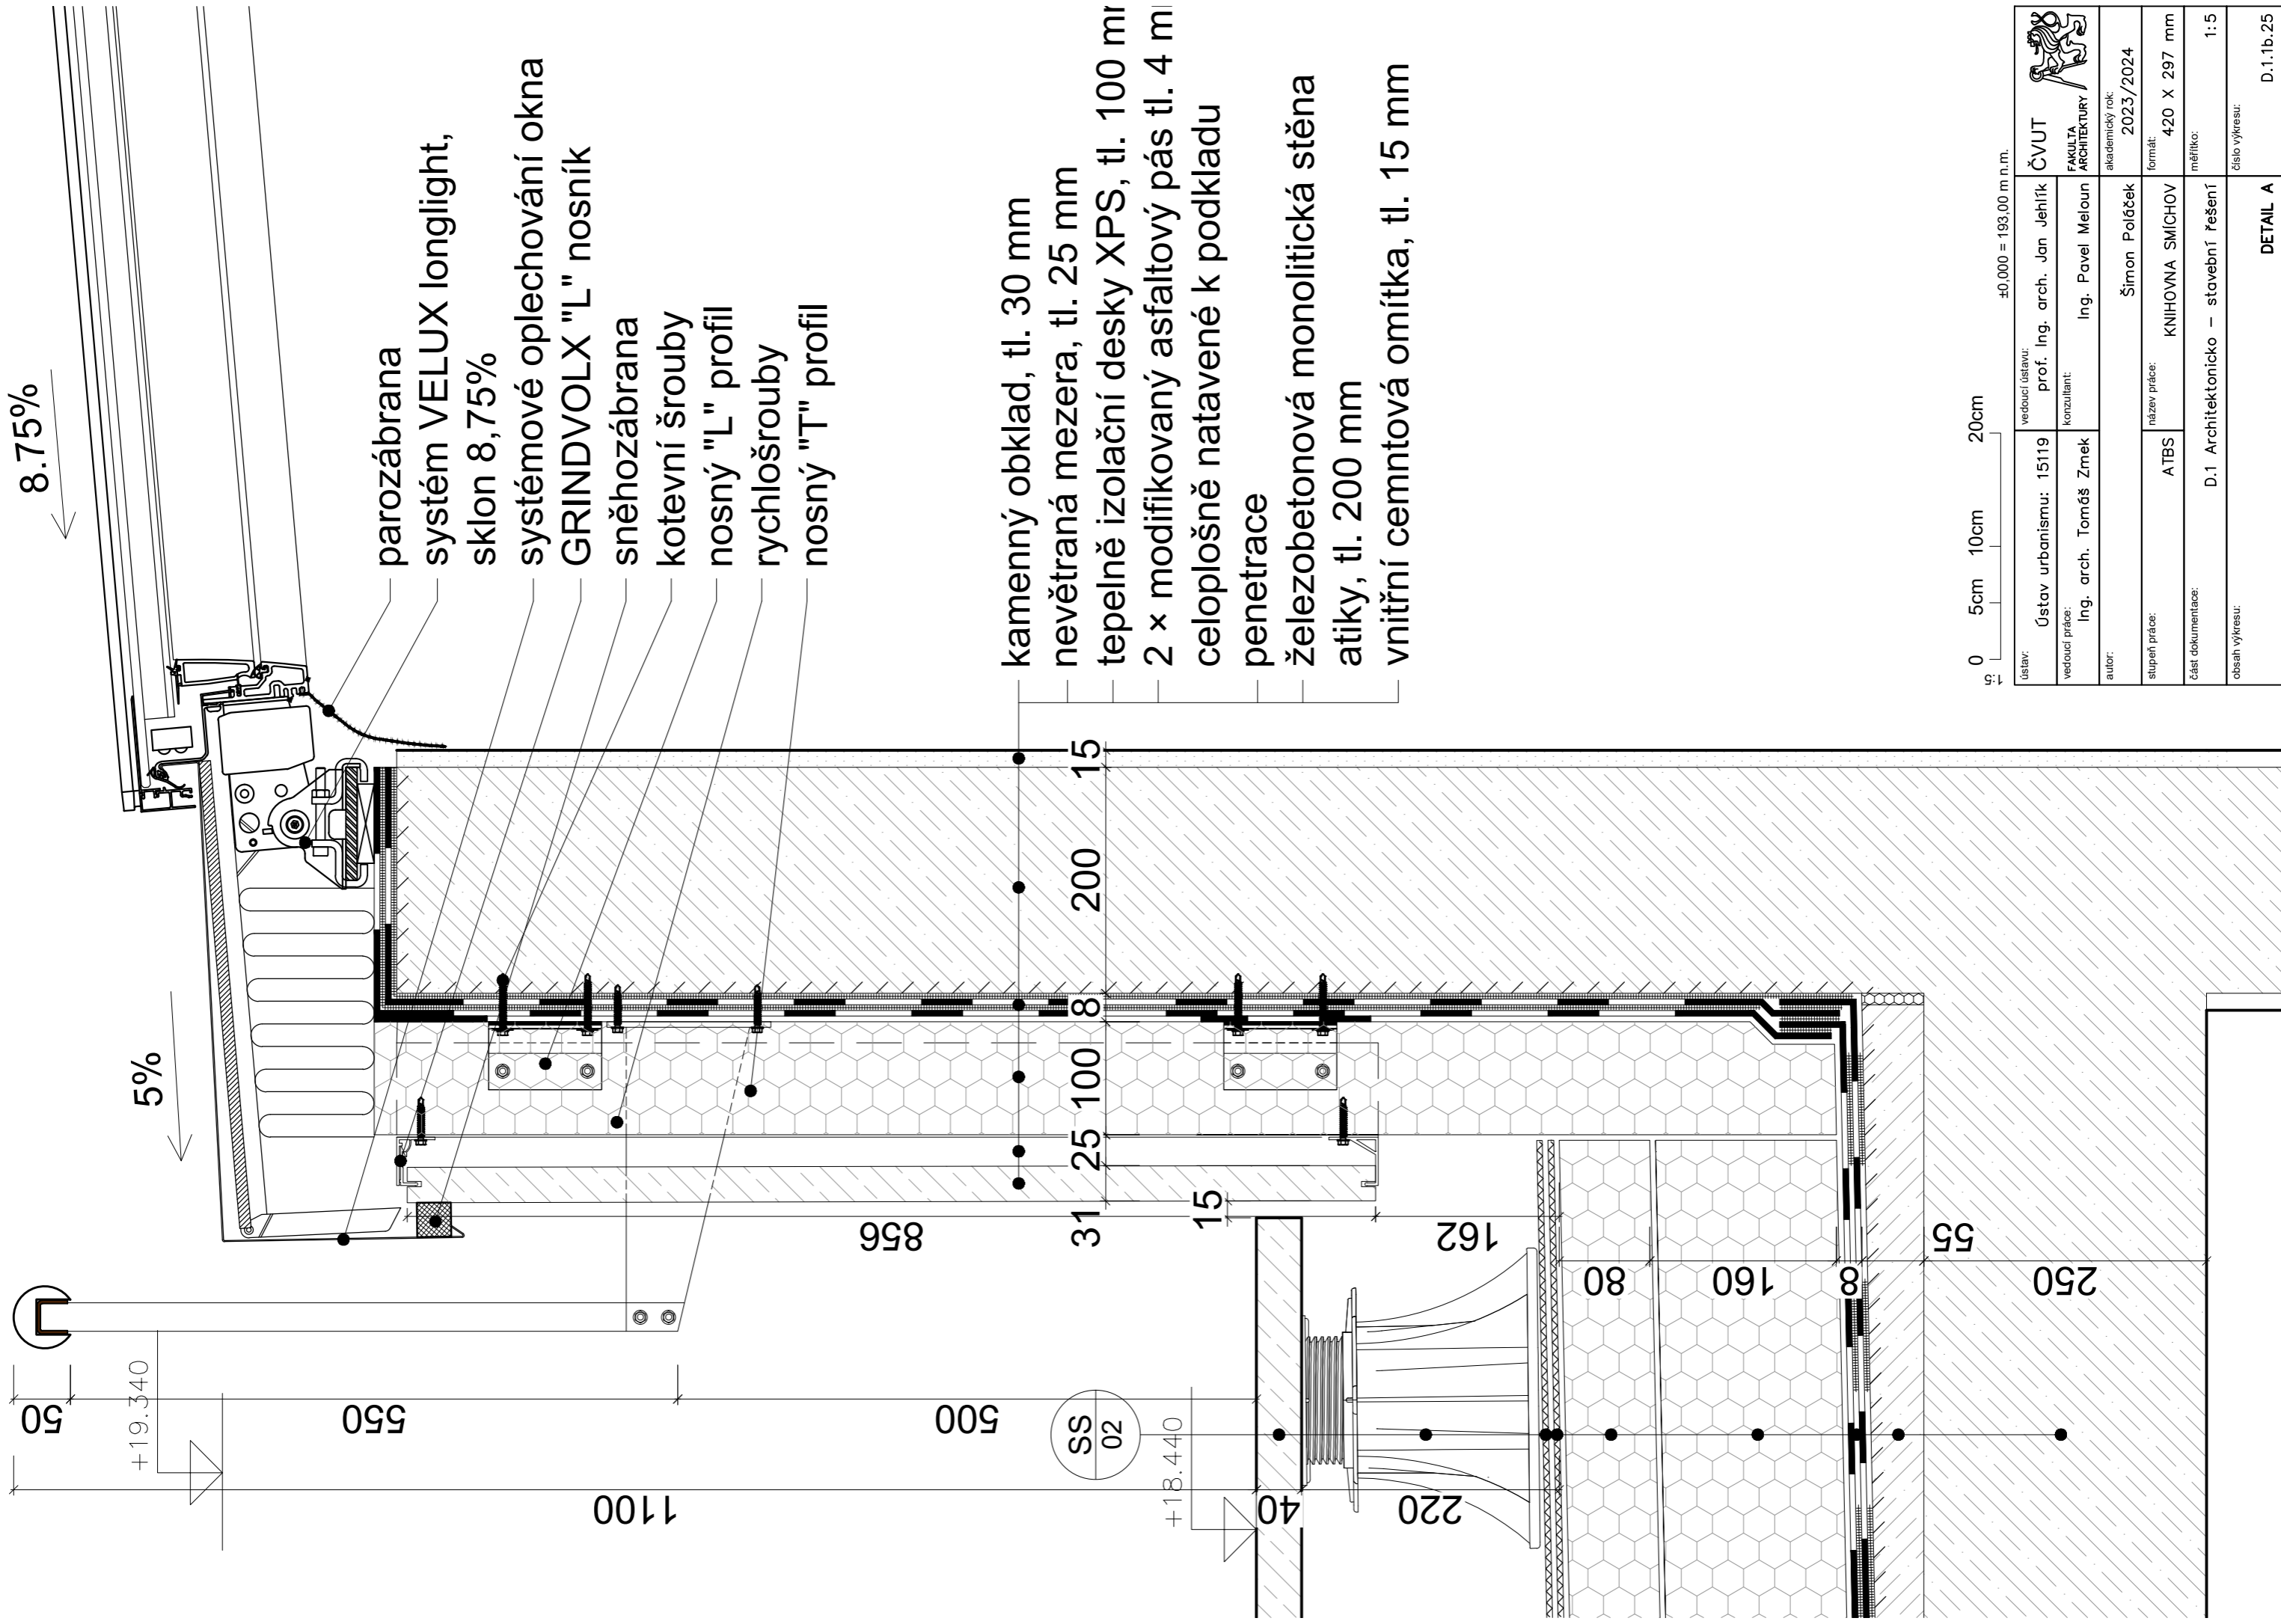 8.75%
5%
parozábrana
systém VELUX longlight,
sklon 8,75%
systémové oplechování okna
GRINDVOLX "L" nosník
sněhozábrana
kotevní šrouby
nosný "L" profil
rychlošrouby
nosný "T" profil
kamenný obklad, tl. 30 mm
nevětraná mezera, tl. 25 mm
tepelně izolační desky XPS, tl. 100 mm
2 × modifikovaný asfaltový pás tl. 4 m
celoplošně natavené k podkladu
penetrace
železobetonová monolitická stěna
atiky, tl. 200 mm
vnitřní cemntová omítka, tl. 15 mm
31 25 100 8 200 15
856
15
162
80
160
8
55
250
50
550
500
1100
40
220
+19.340
+18.440
SS
02
±0,000 = 193,00 m n.m.
1:5
0 5cm 10cm 20cm
ústav:
Ústav urbanismu: 15119
vedoucí ústavu:
prof. Ing. arch. Jan Jehlík
ČVUT
FAKULTA
ARCHITEKTURY
vedoucí práce:
Ing. arch. Tomáš Zmek
konzultant:
Ing. Pavel Meloun
autor:
Šimon Poláček
akademický rok:
2023/2024
stupeň práce:
ATBS
název práce:
KNIHOVNA SMÍCHOV
formát:
420 X 297 mm
část dokumentace:
D.1 Architektonicko – stavební řešení
měřítko:
1:5
obsah výkresu:
DETAIL A
číslo výkresu:
D.1.1b.25